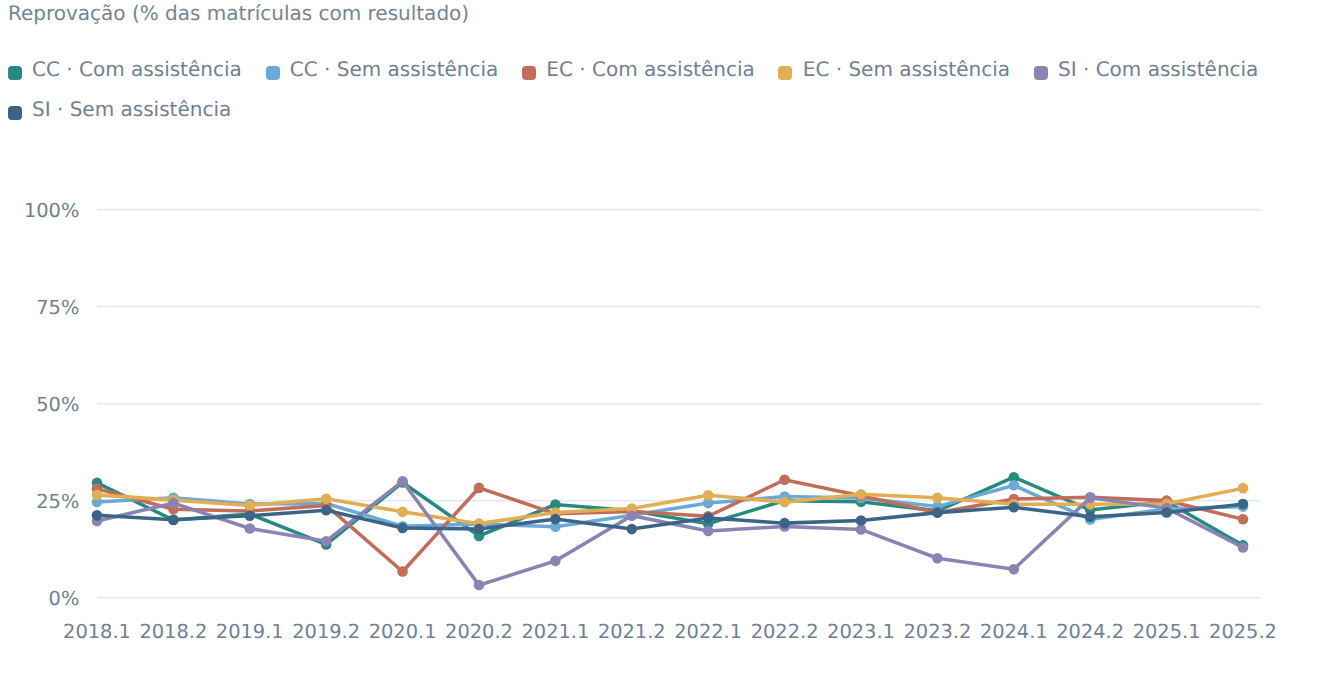 Reprovação (% das matrículas com resultado)
CC · Com assistência CC · Sem assistência EC · Com assistência EC · Sem assistência SI · Com assistência
SI · Sem assistência
100%
75%
50%
25%
0%
2018.1 2018.2 2019.1 2019.2 2020.1 2020.2 2021.1 2021.2 2022.1 2022.2 2023.1 2023.2 2024.1 2024.2 2025.1 2025.2